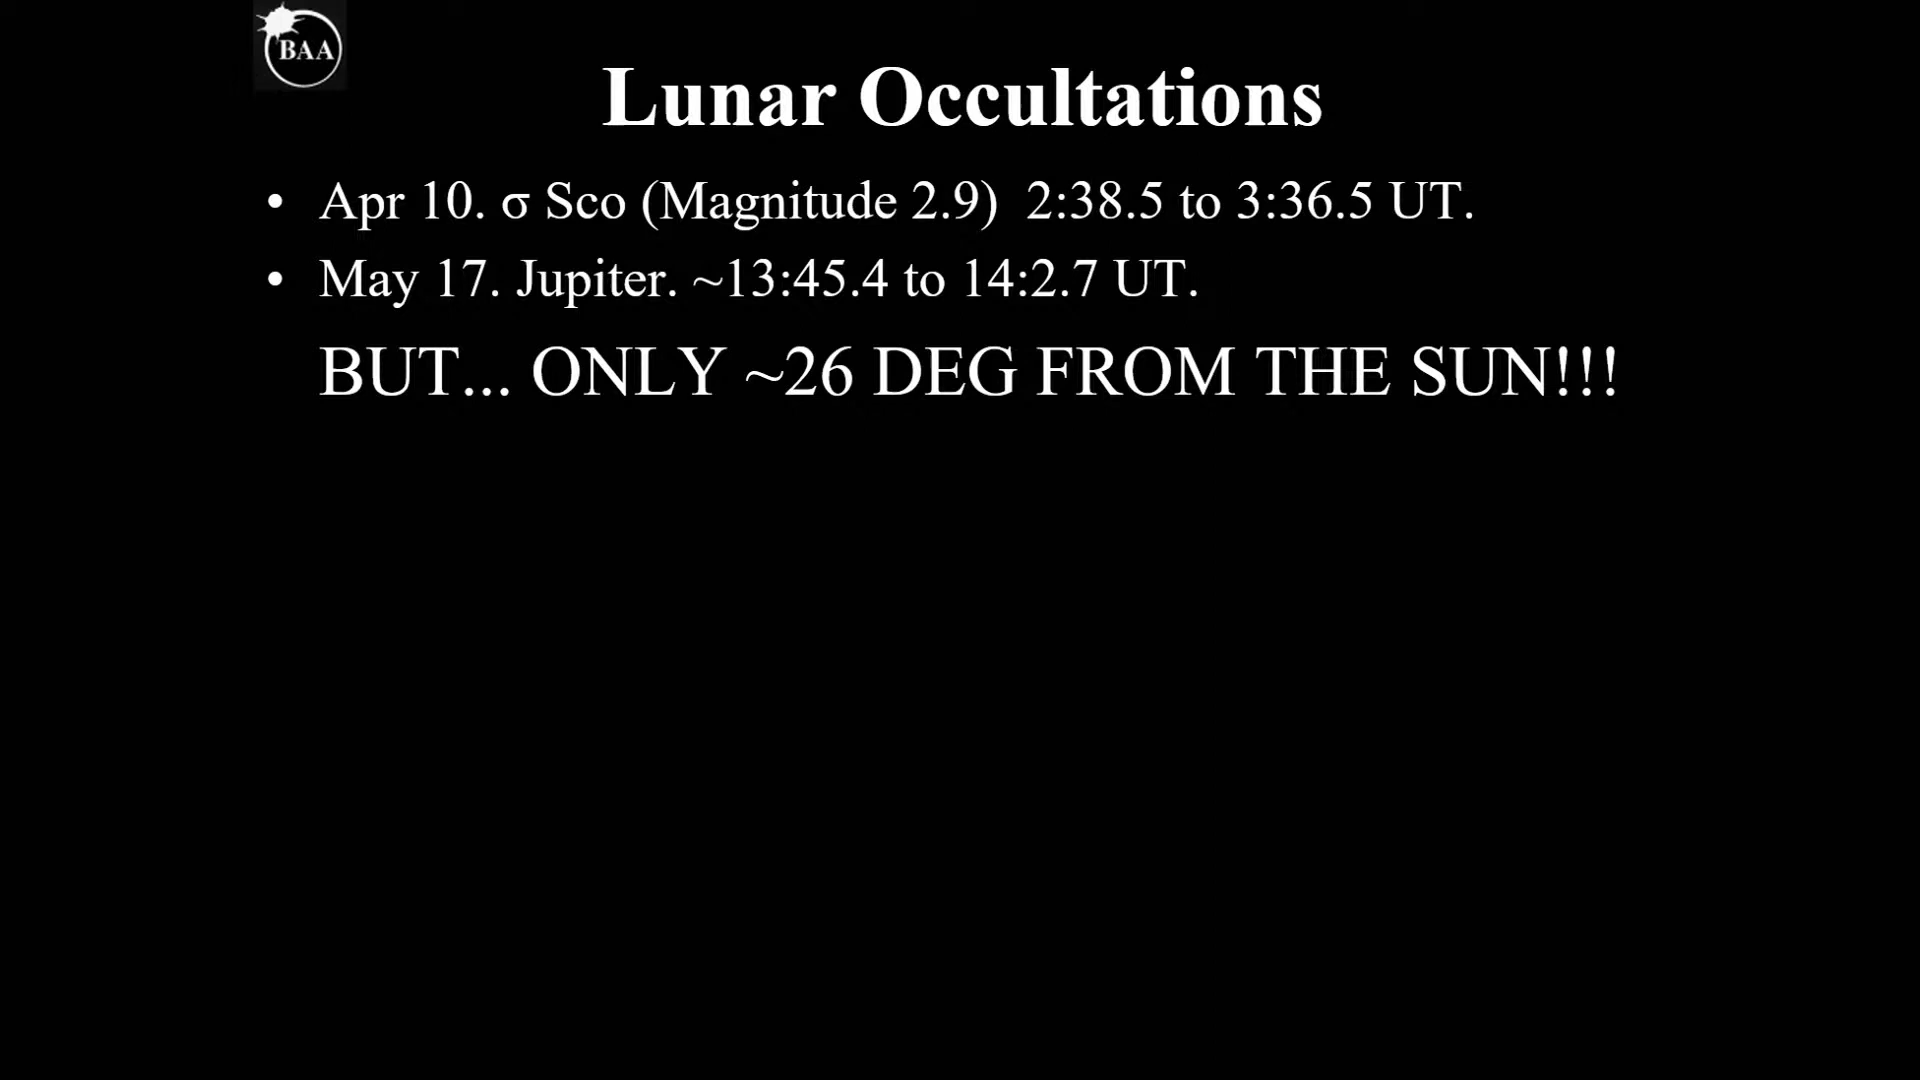 BAA
Lunar Occultations
• Apr 10. σ Sco (Magnitude 2.9)  2:38.5 to 3:36.5 UT.
• May 17. Jupiter. ~13:45.4 to 14:2.7 UT.
BUT... ONLY ~26 DEG FROM THE SUN!!!